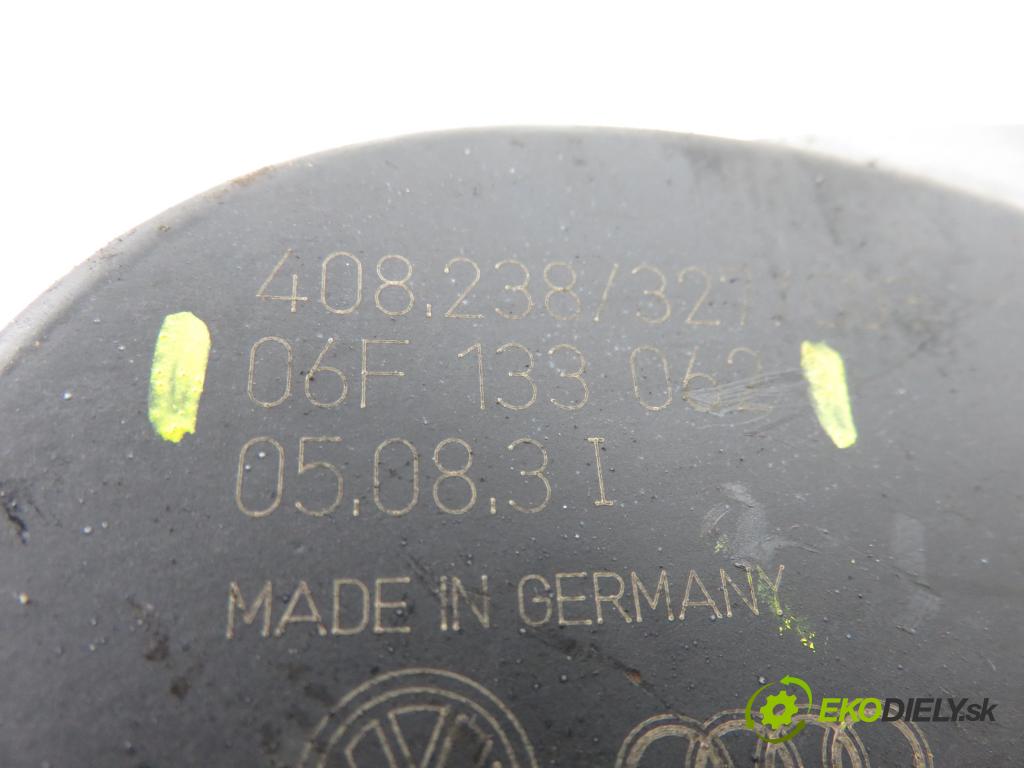 408.238/327
06F 133 062
05.08.3 I
MADE IN GERMANY
EKODIELY.sk